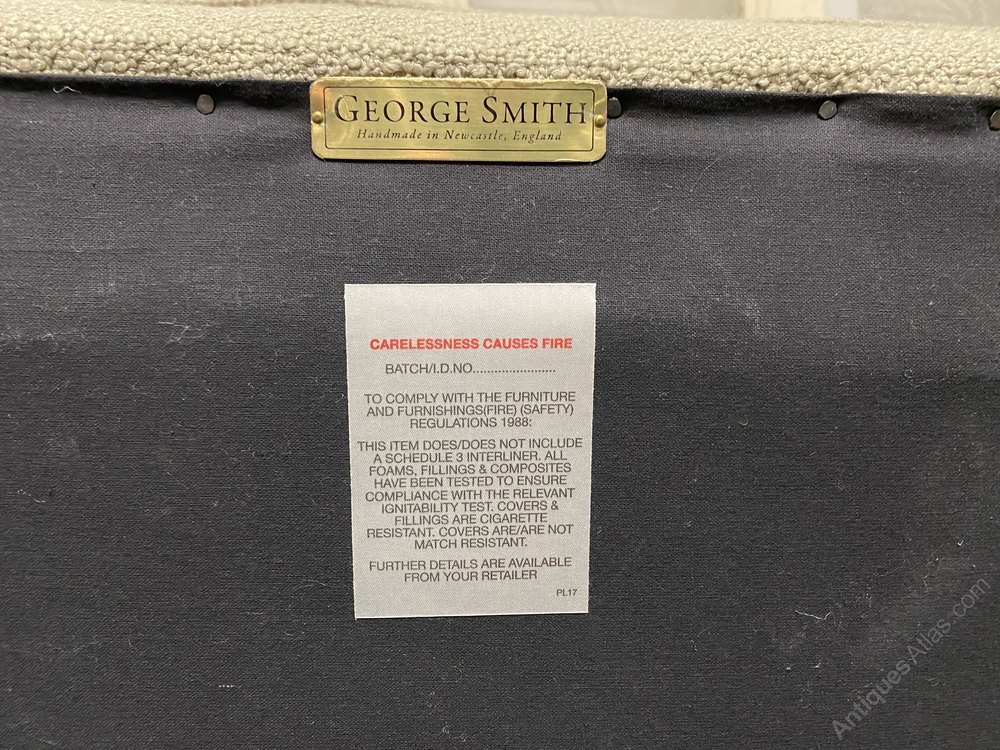 GEORGE SMITH
Handmade in Newcastle, England
CARELESSNESS CAUSES FIRE
BATCH/I.D.NO.......................
TO COMPLY WITH THE FURNITURE
AND FURNISHINGS(FIRE) (SAFETY)
REGULATIONS 1988:
THIS ITEM DOES/DOES NOT INCLUDE
A SCHEDULE 3 INTERLINER. ALL
FOAMS, FILLINGS & COMPOSITES
HAVE BEEN TESTED TO ENSURE
COMPLIANCE WITH THE RELEVANT
IGNITABILITY TEST. COVERS &
FILLINGS ARE CIGARETTE
RESISTANT. COVERS ARE/ARE NOT
MATCH RESISTANT.
FURTHER DETAILS ARE AVAILABLE
FROM YOUR RETAILER
PL17
Antiques Atlas.com